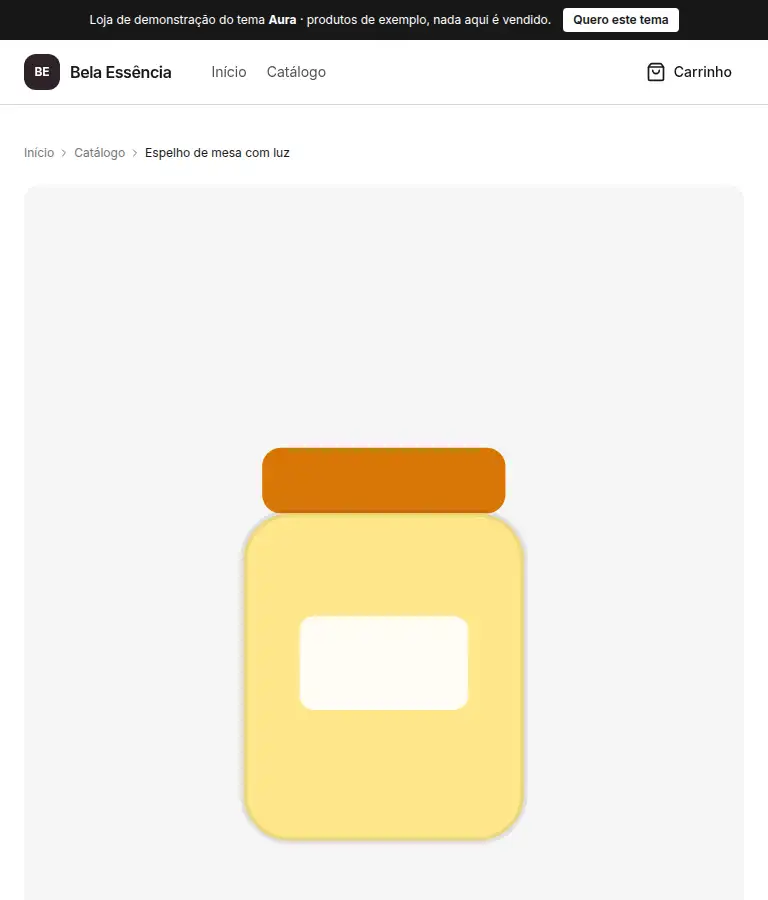 Loja de demonstração do tema Aura · produtos de exemplo, nada aqui é vendido. Quero este tema
BE Bela Essência Início Catálogo Carrinho
Início > Catálogo > Espelho de mesa com luz